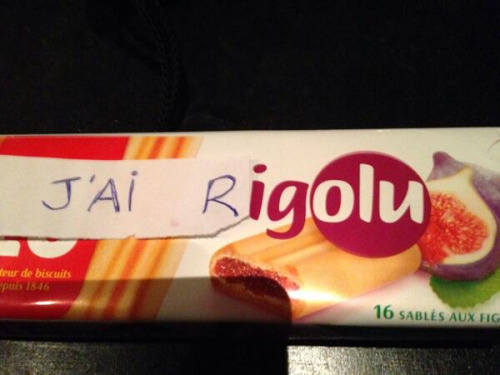 J'Ai Rigolu
teur de biscuits
epuis 1846
16 SABLÉS AUX FIG